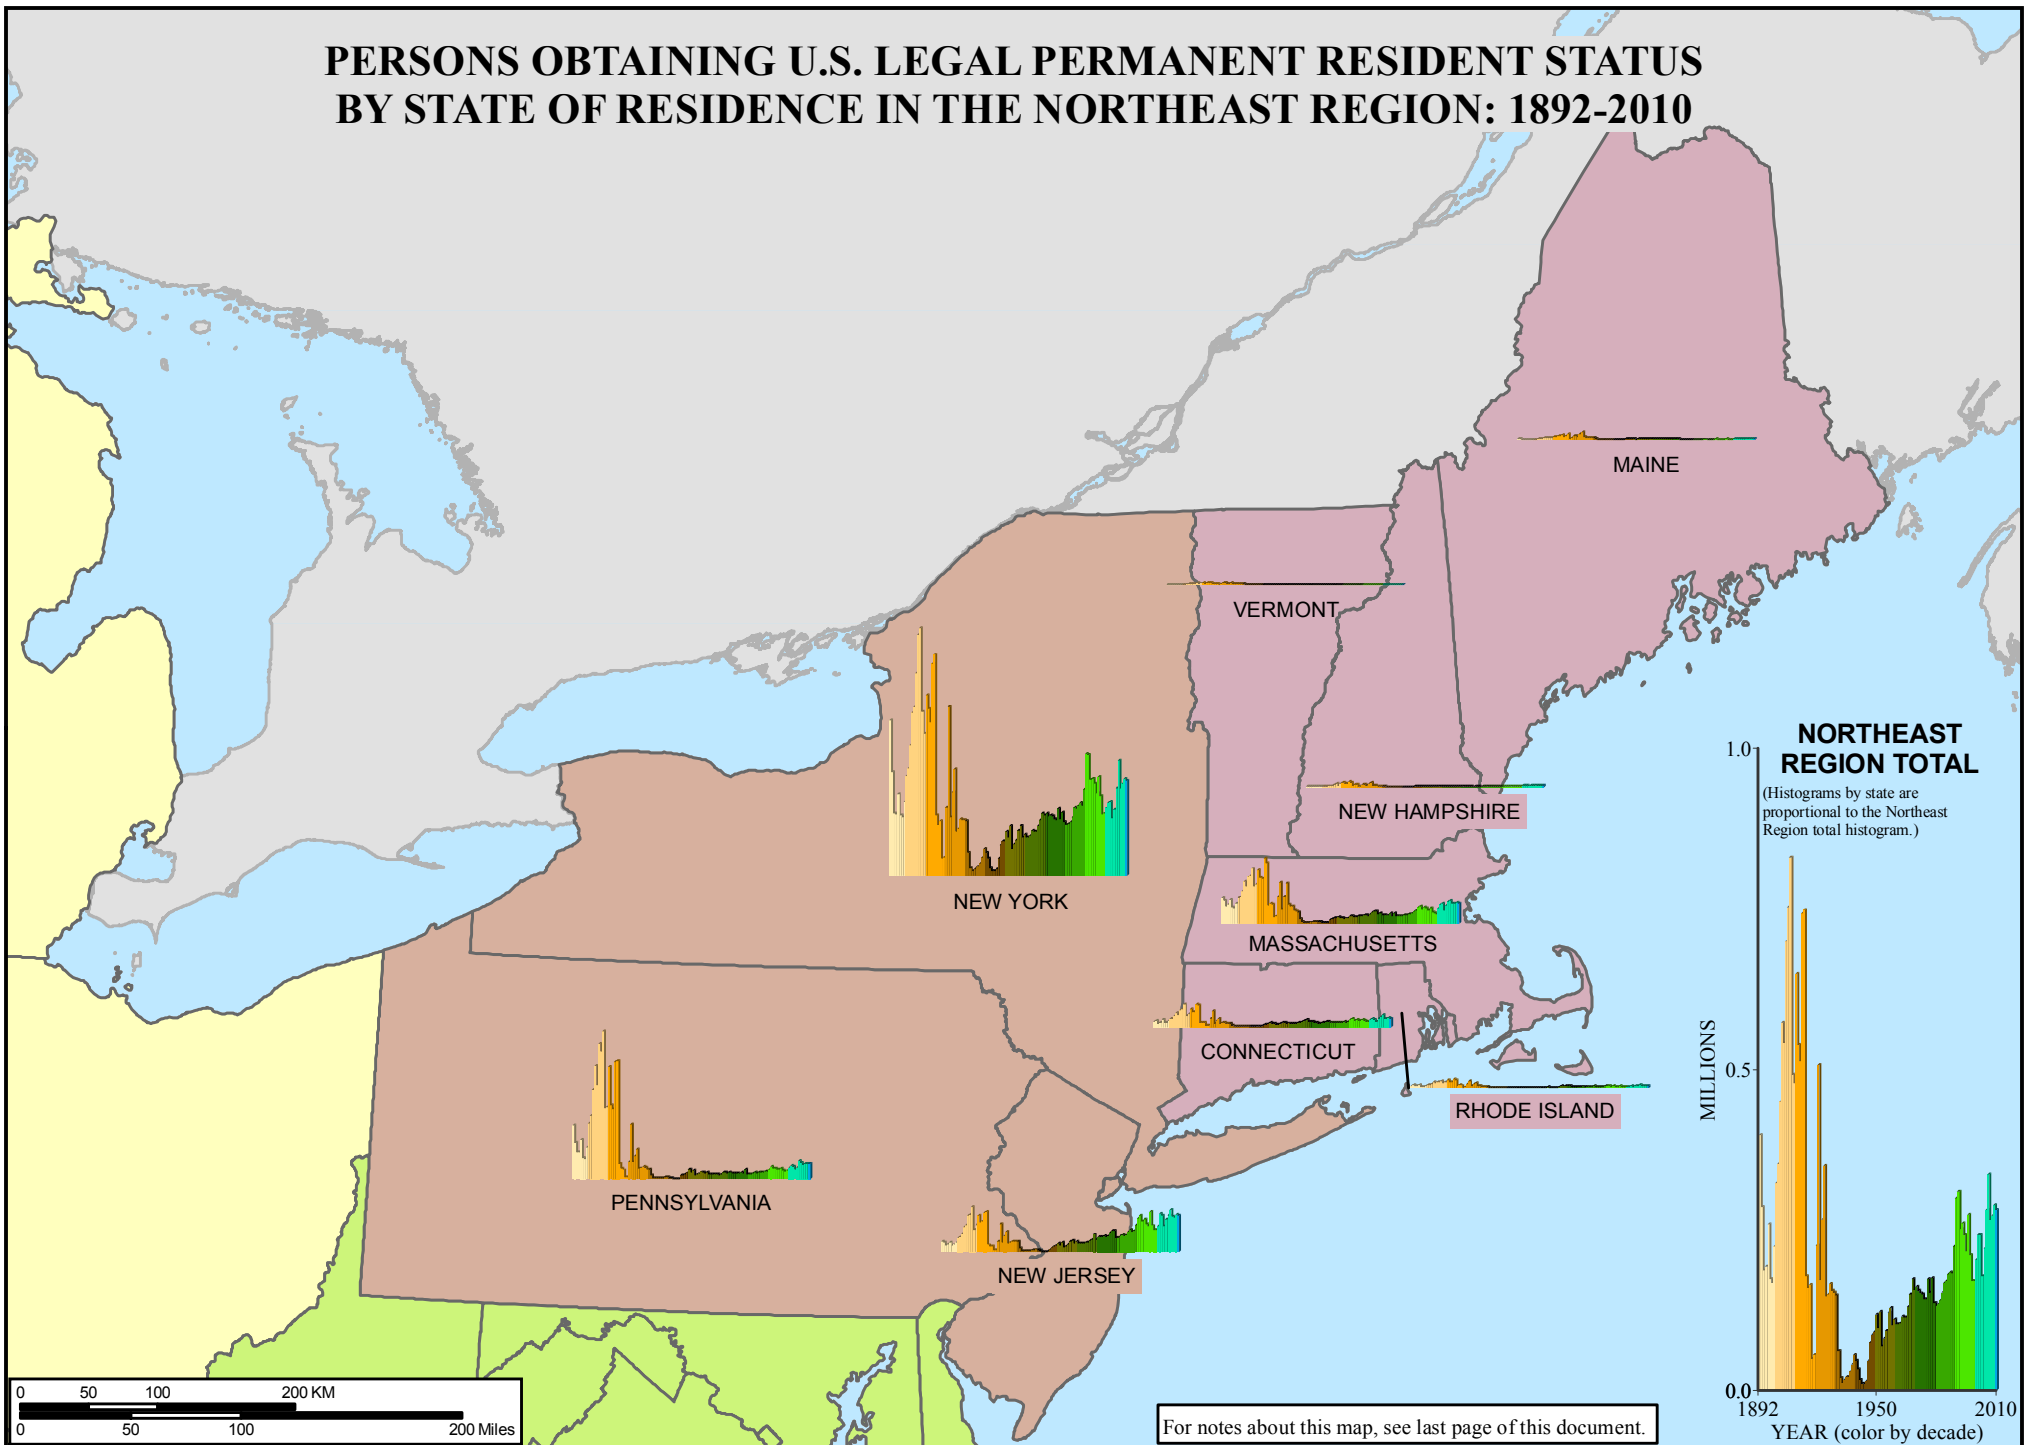 PERSONS OBTAINING U.S. LEGAL PERMANENT RESIDENT STATUS
BY STATE OF RESIDENCE IN THE NORTHEAST REGION: 1892-2010
MAINE
VERMONT
NEW HAMPSHIRE
NEW YORK
MASSACHUSETTS
CONNECTICUT
RHODE ISLAND
PENNSYLVANIA
NEW JERSEY
NORTHEAST
REGION TOTAL
(Histograms by state are
proportional to the Northeast
Region total histogram.)
1.0
0.5
0.0
MILLIONS
1892 1950 2010
YEAR (color by decade)
0 50 100 200 KM
0 50 100 200 Miles
For notes about this map, see last page of this document.